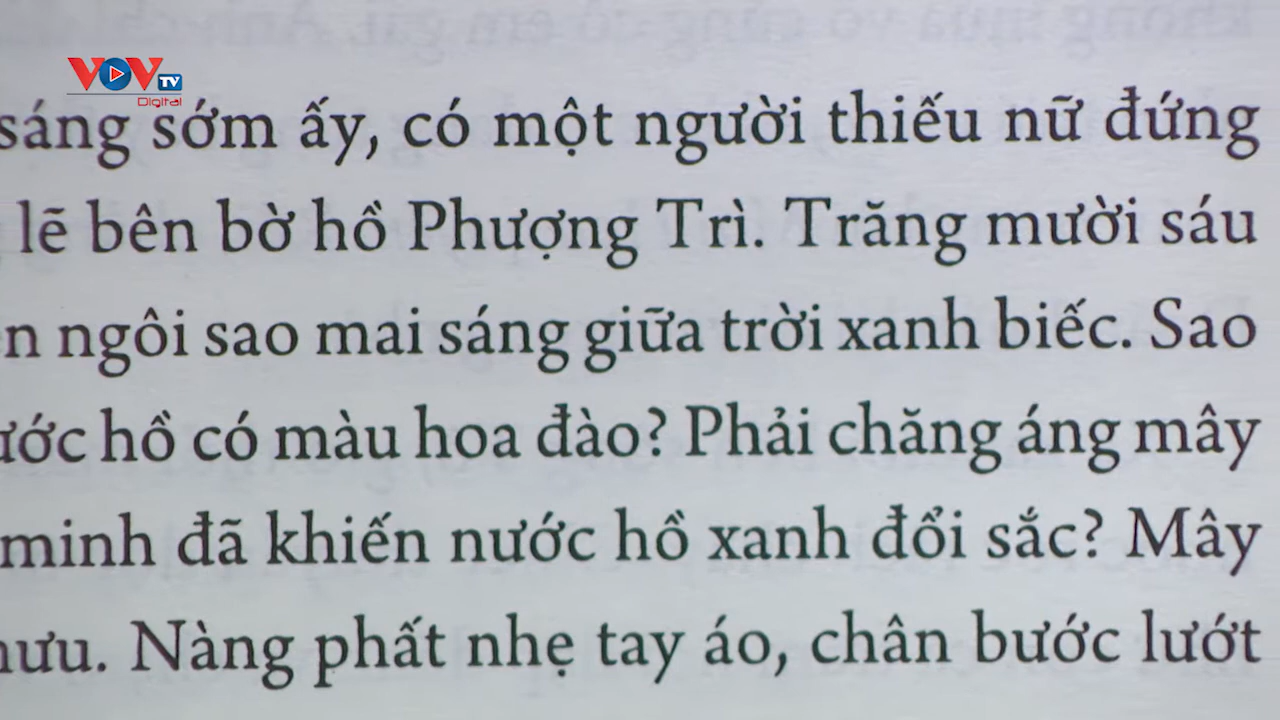 VOV TV
Digital
sáng sớm ấy, có một người thiếu nữ đứng
lẽ bên bờ hồ Phượng Trì. Trăng mười sáu
ngôi sao mai sáng giữa trời xanh biếc. Sao
hồ có màu hoa đào? Phải chăng áng mây
minh đã khiến nước hồ xanh đổi sắc? Mây
Nàng phất nhẹ tay áo, chân bước lướt